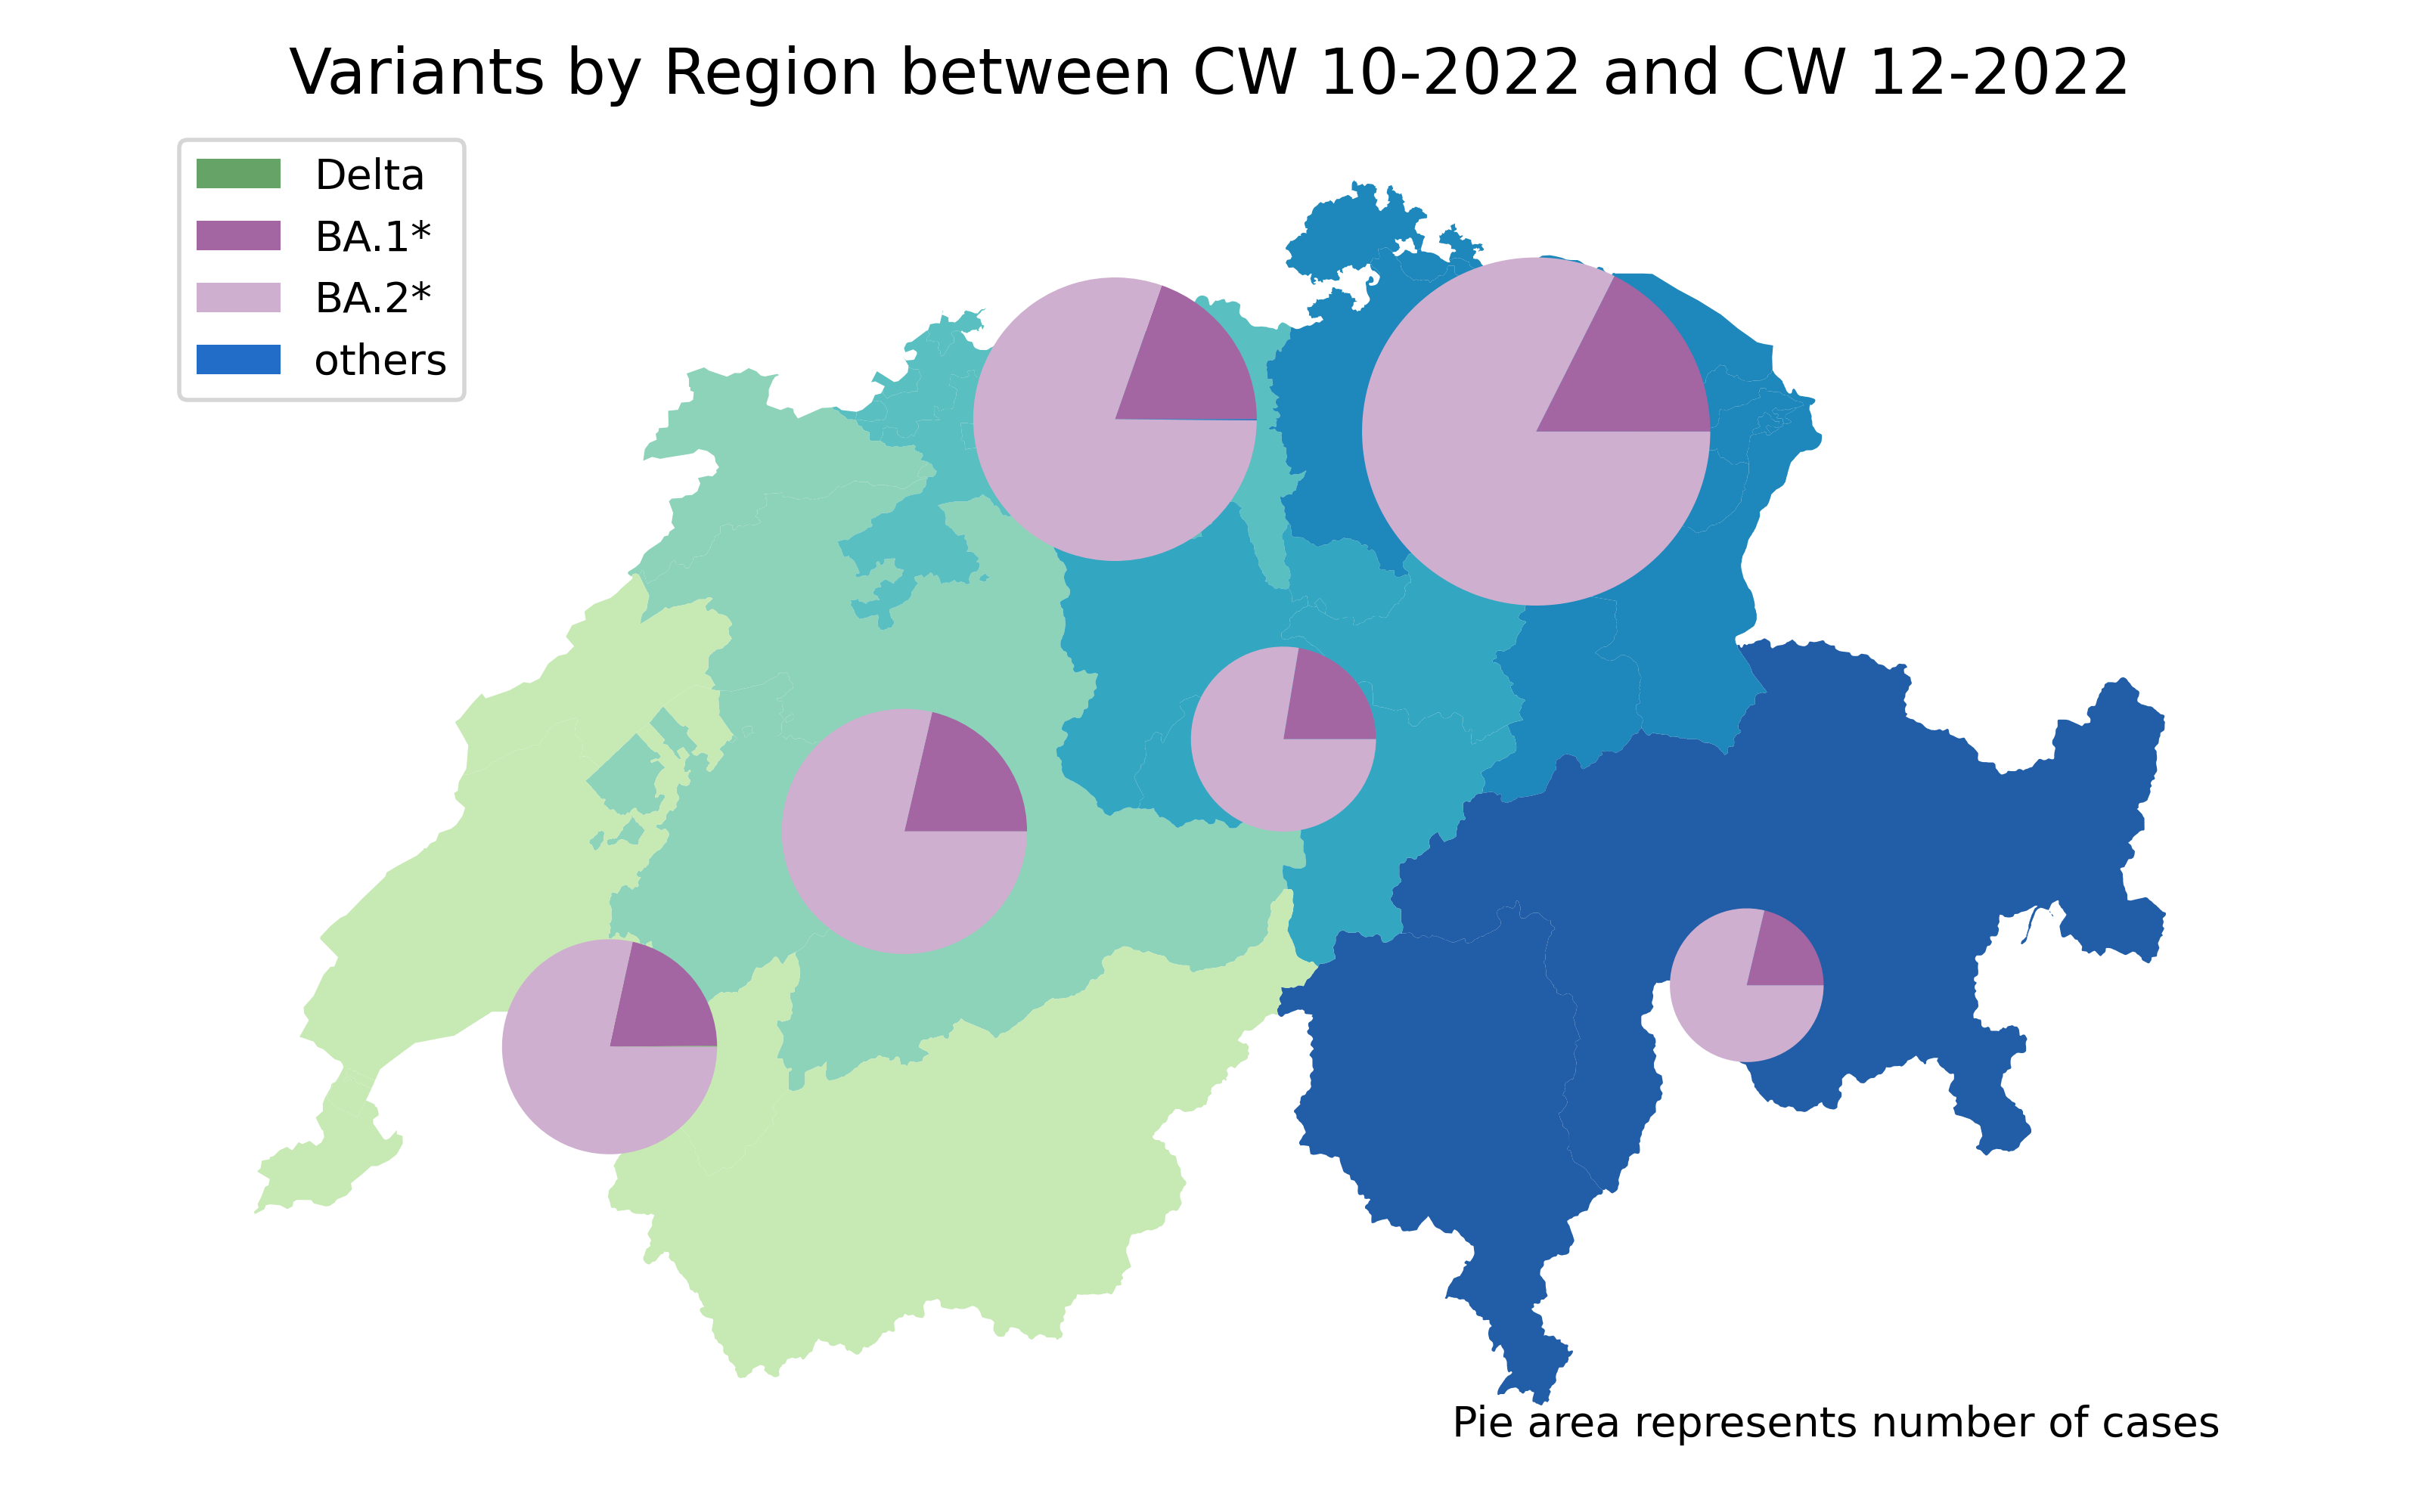 Variants by Region between CW 10-2022 and CW 12-2022
Delta
BA.1*
BA.2*
others
Pie area represents number of cases